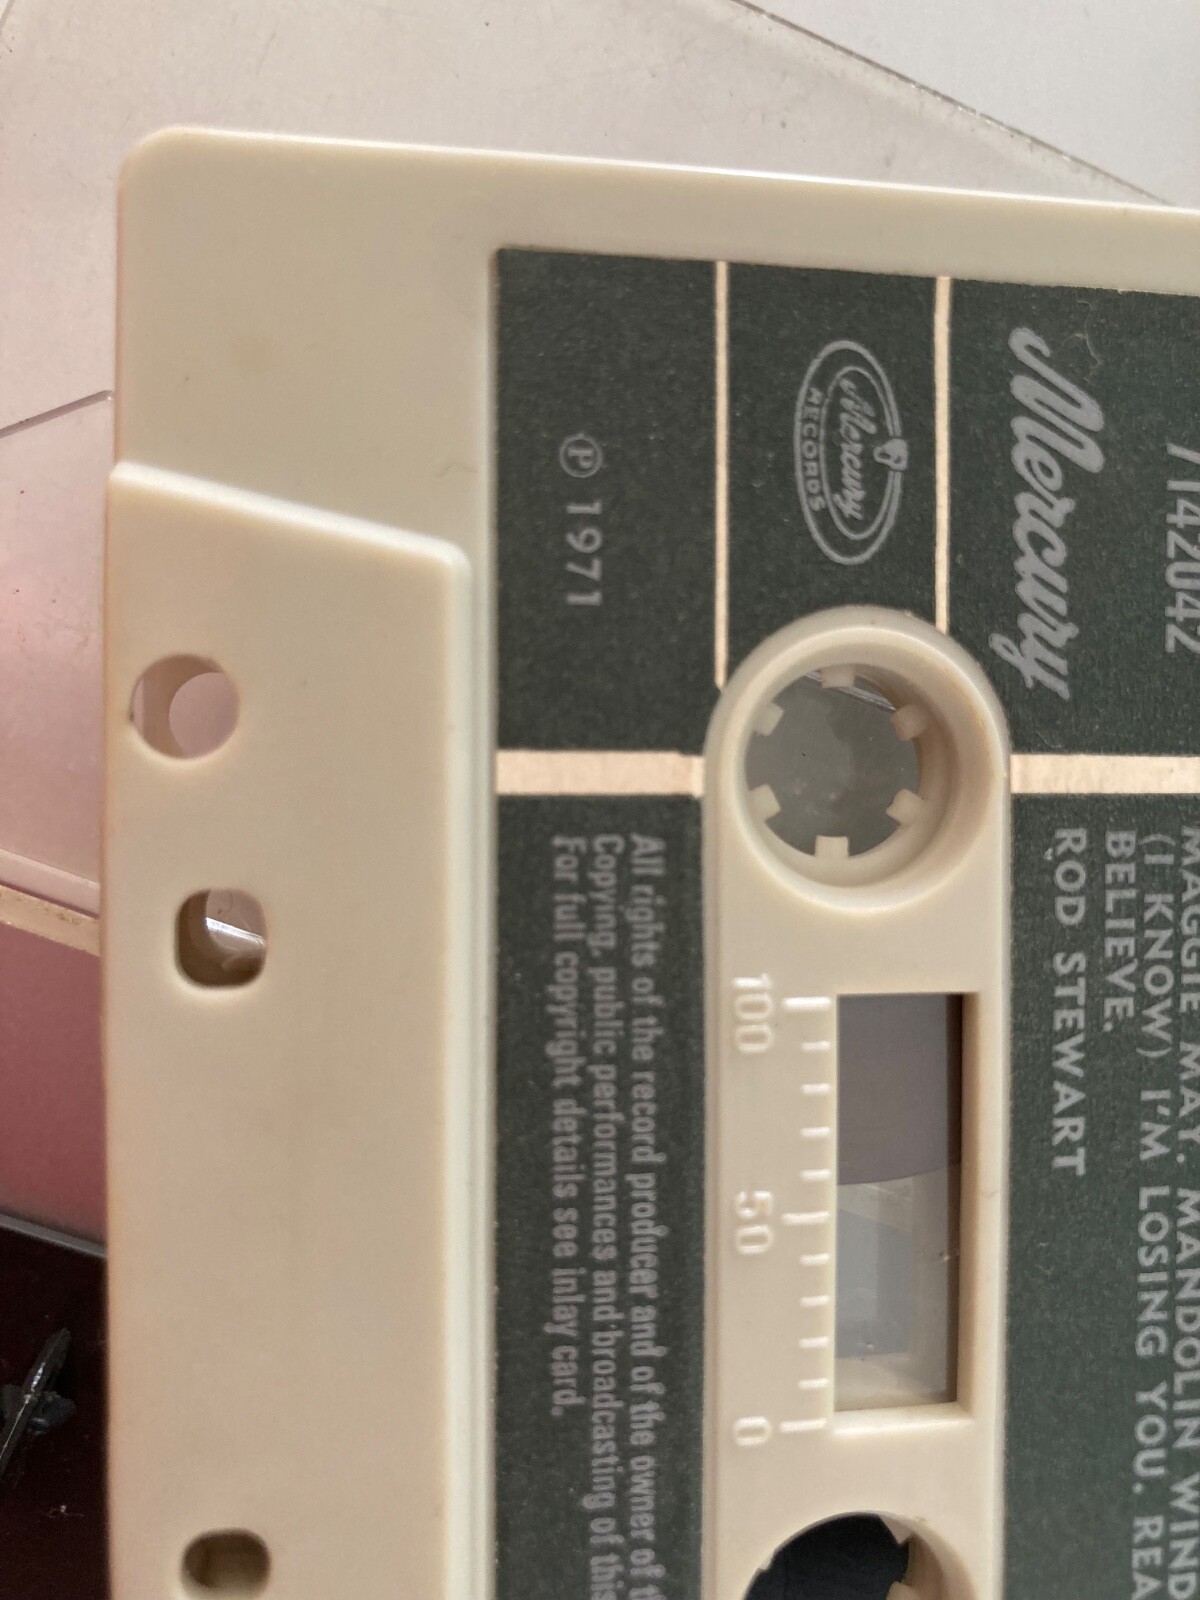 7142042
Mercury
Mercury
RECORDS
Ⓟ 1971
MAGGIE MAY. MANDOLIN WIND
(I KNOW) I'M LOSING YOU. REA
BELIEVE.
ROD STEWART
100 50 0
All rights of the record producer and of the owner of th
Copying, public performances and broadcasting of this
For full copyright details see inlay card.